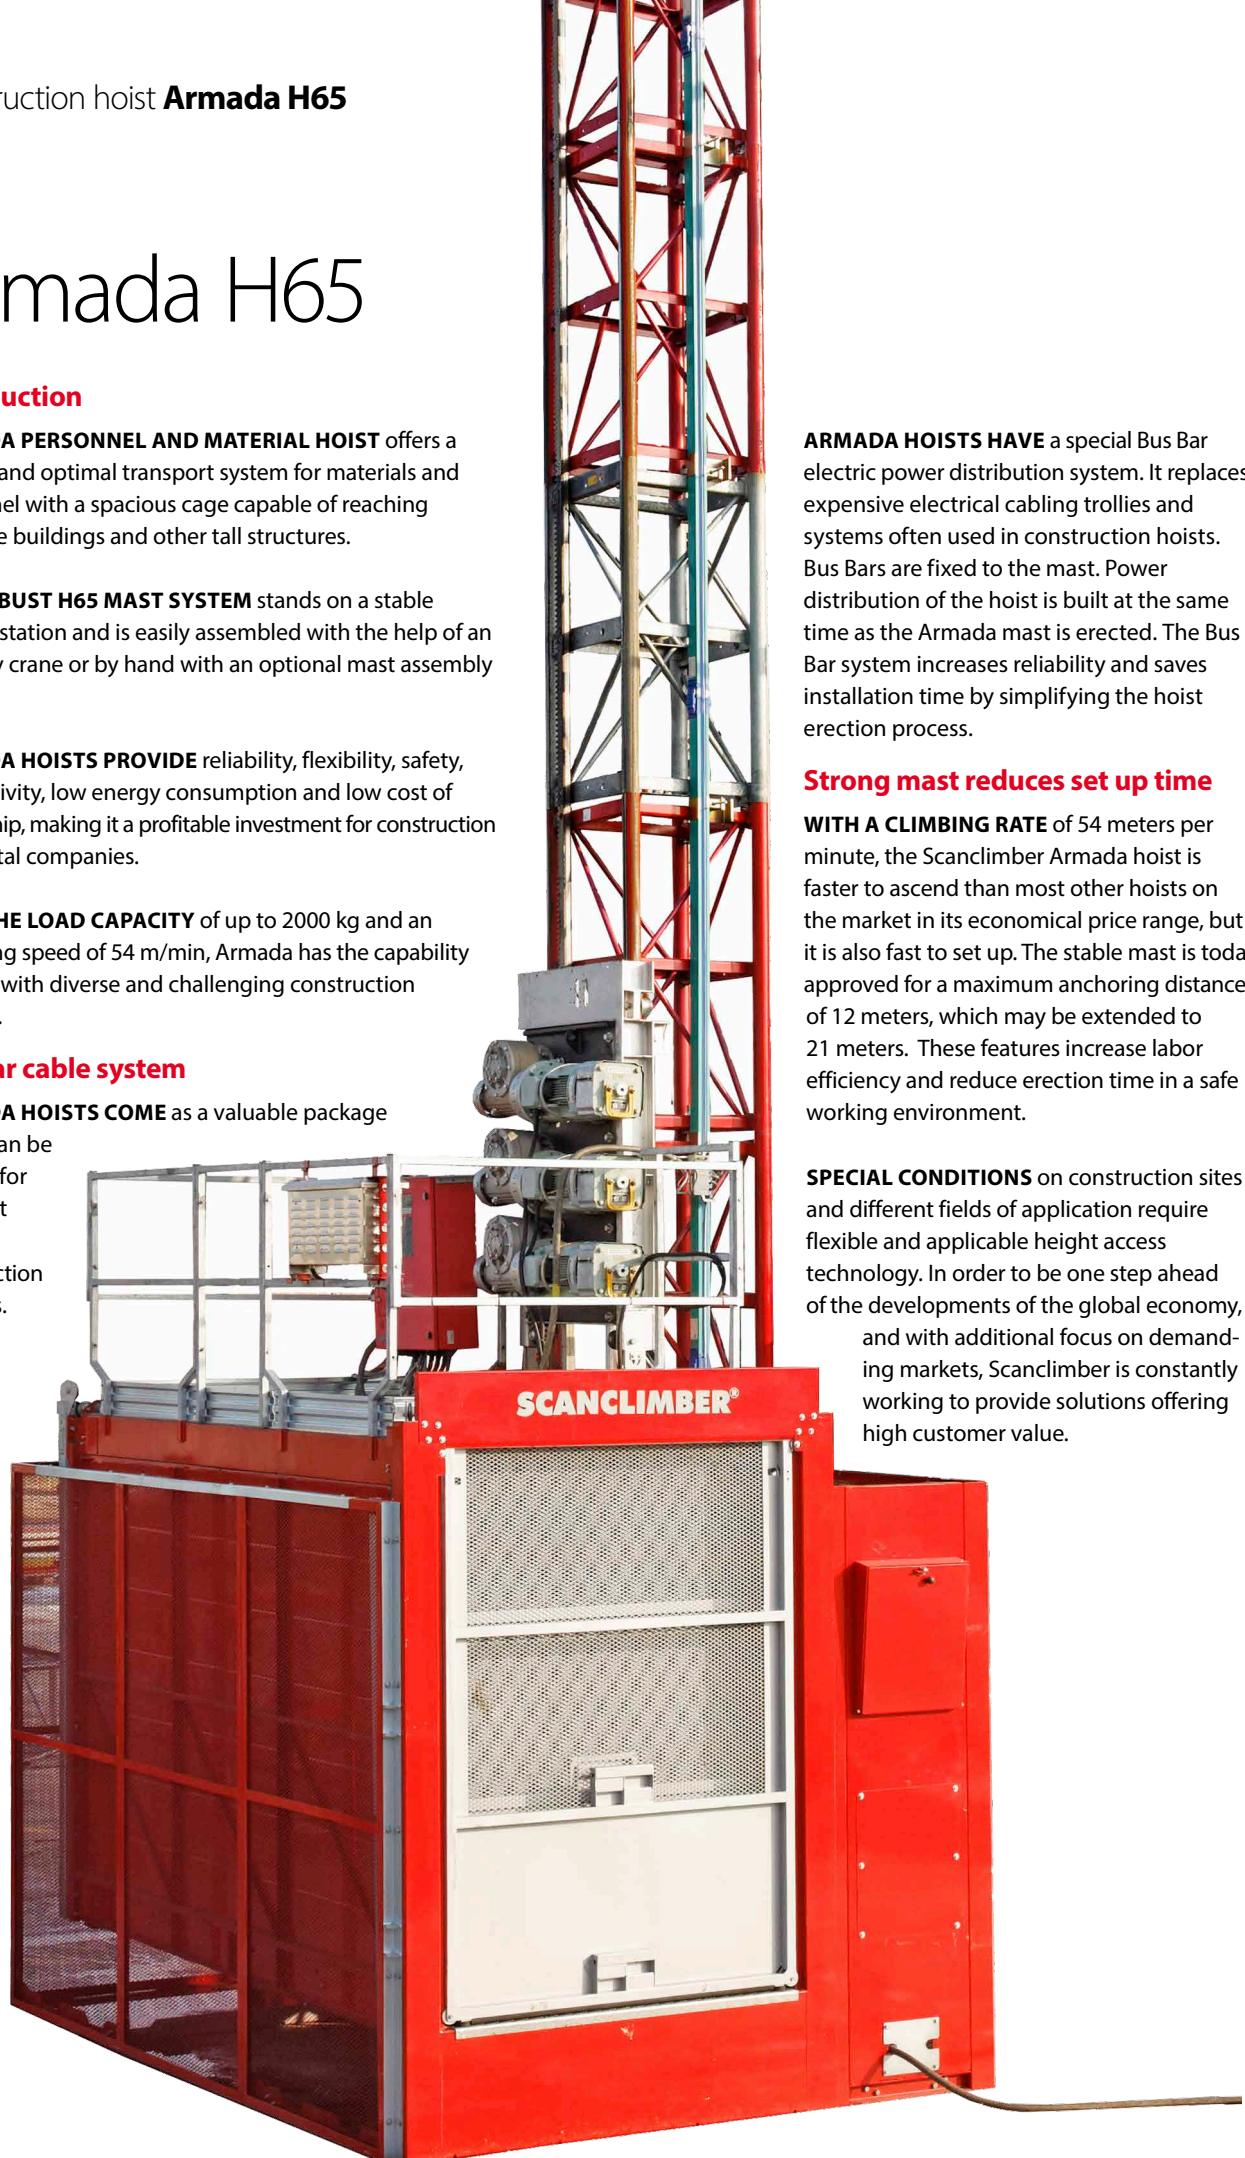 ruction hoist Armada H65
mada H65
uction
A PERSONNEL AND MATERIAL HOIST offers a
and optimal transport system for materials and
nel with a spacious cage capable of reaching
e buildings and other tall structures.
BUST H65 MAST SYSTEM stands on a stable
station and is easily assembled with the help of an
y crane or by hand with an optional mast assembly
A HOISTS PROVIDE reliability, flexibility, safety,
ivity, low energy consumption and low cost of
hip, making it a profitable investment for construction
tal companies.
HE LOAD CAPACITY of up to 2000 kg and an
ng speed of 54 m/min, Armada has the capability
with diverse and challenging construction
.
ar cable system
A HOISTS COME as a valuable package
an be
for
t
ction
s.
ARMADA HOISTS HAVE a special Bus Bar
electric power distribution system. It replaces
expensive electrical cabling trollies and
systems often used in construction hoists.
Bus Bars are fixed to the mast. Power
distribution of the hoist is built at the same
time as the Armada mast is erected. The Bus
Bar system increases reliability and saves
installation time by simplifying the hoist
erection process.
Strong mast reduces set up time
WITH A CLIMBING RATE of 54 meters per
minute, the Scanclimber Armada hoist is
faster to ascend than most other hoists on
the market in its economical price range, but
it is also fast to set up. The stable mast is toda
approved for a maximum anchoring distance
of 12 meters, which may be extended to
21 meters. These features increase labor
efficiency and reduce erection time in a safe
working environment.
SPECIAL CONDITIONS on construction sites
and different fields of application require
flexible and applicable height access
technology. In order to be one step ahead
of the developments of the global economy,
and with additional focus on demand-
ing markets, Scanclimber is constantly
working to provide solutions offering
high customer value.
SCANCLIMBER®